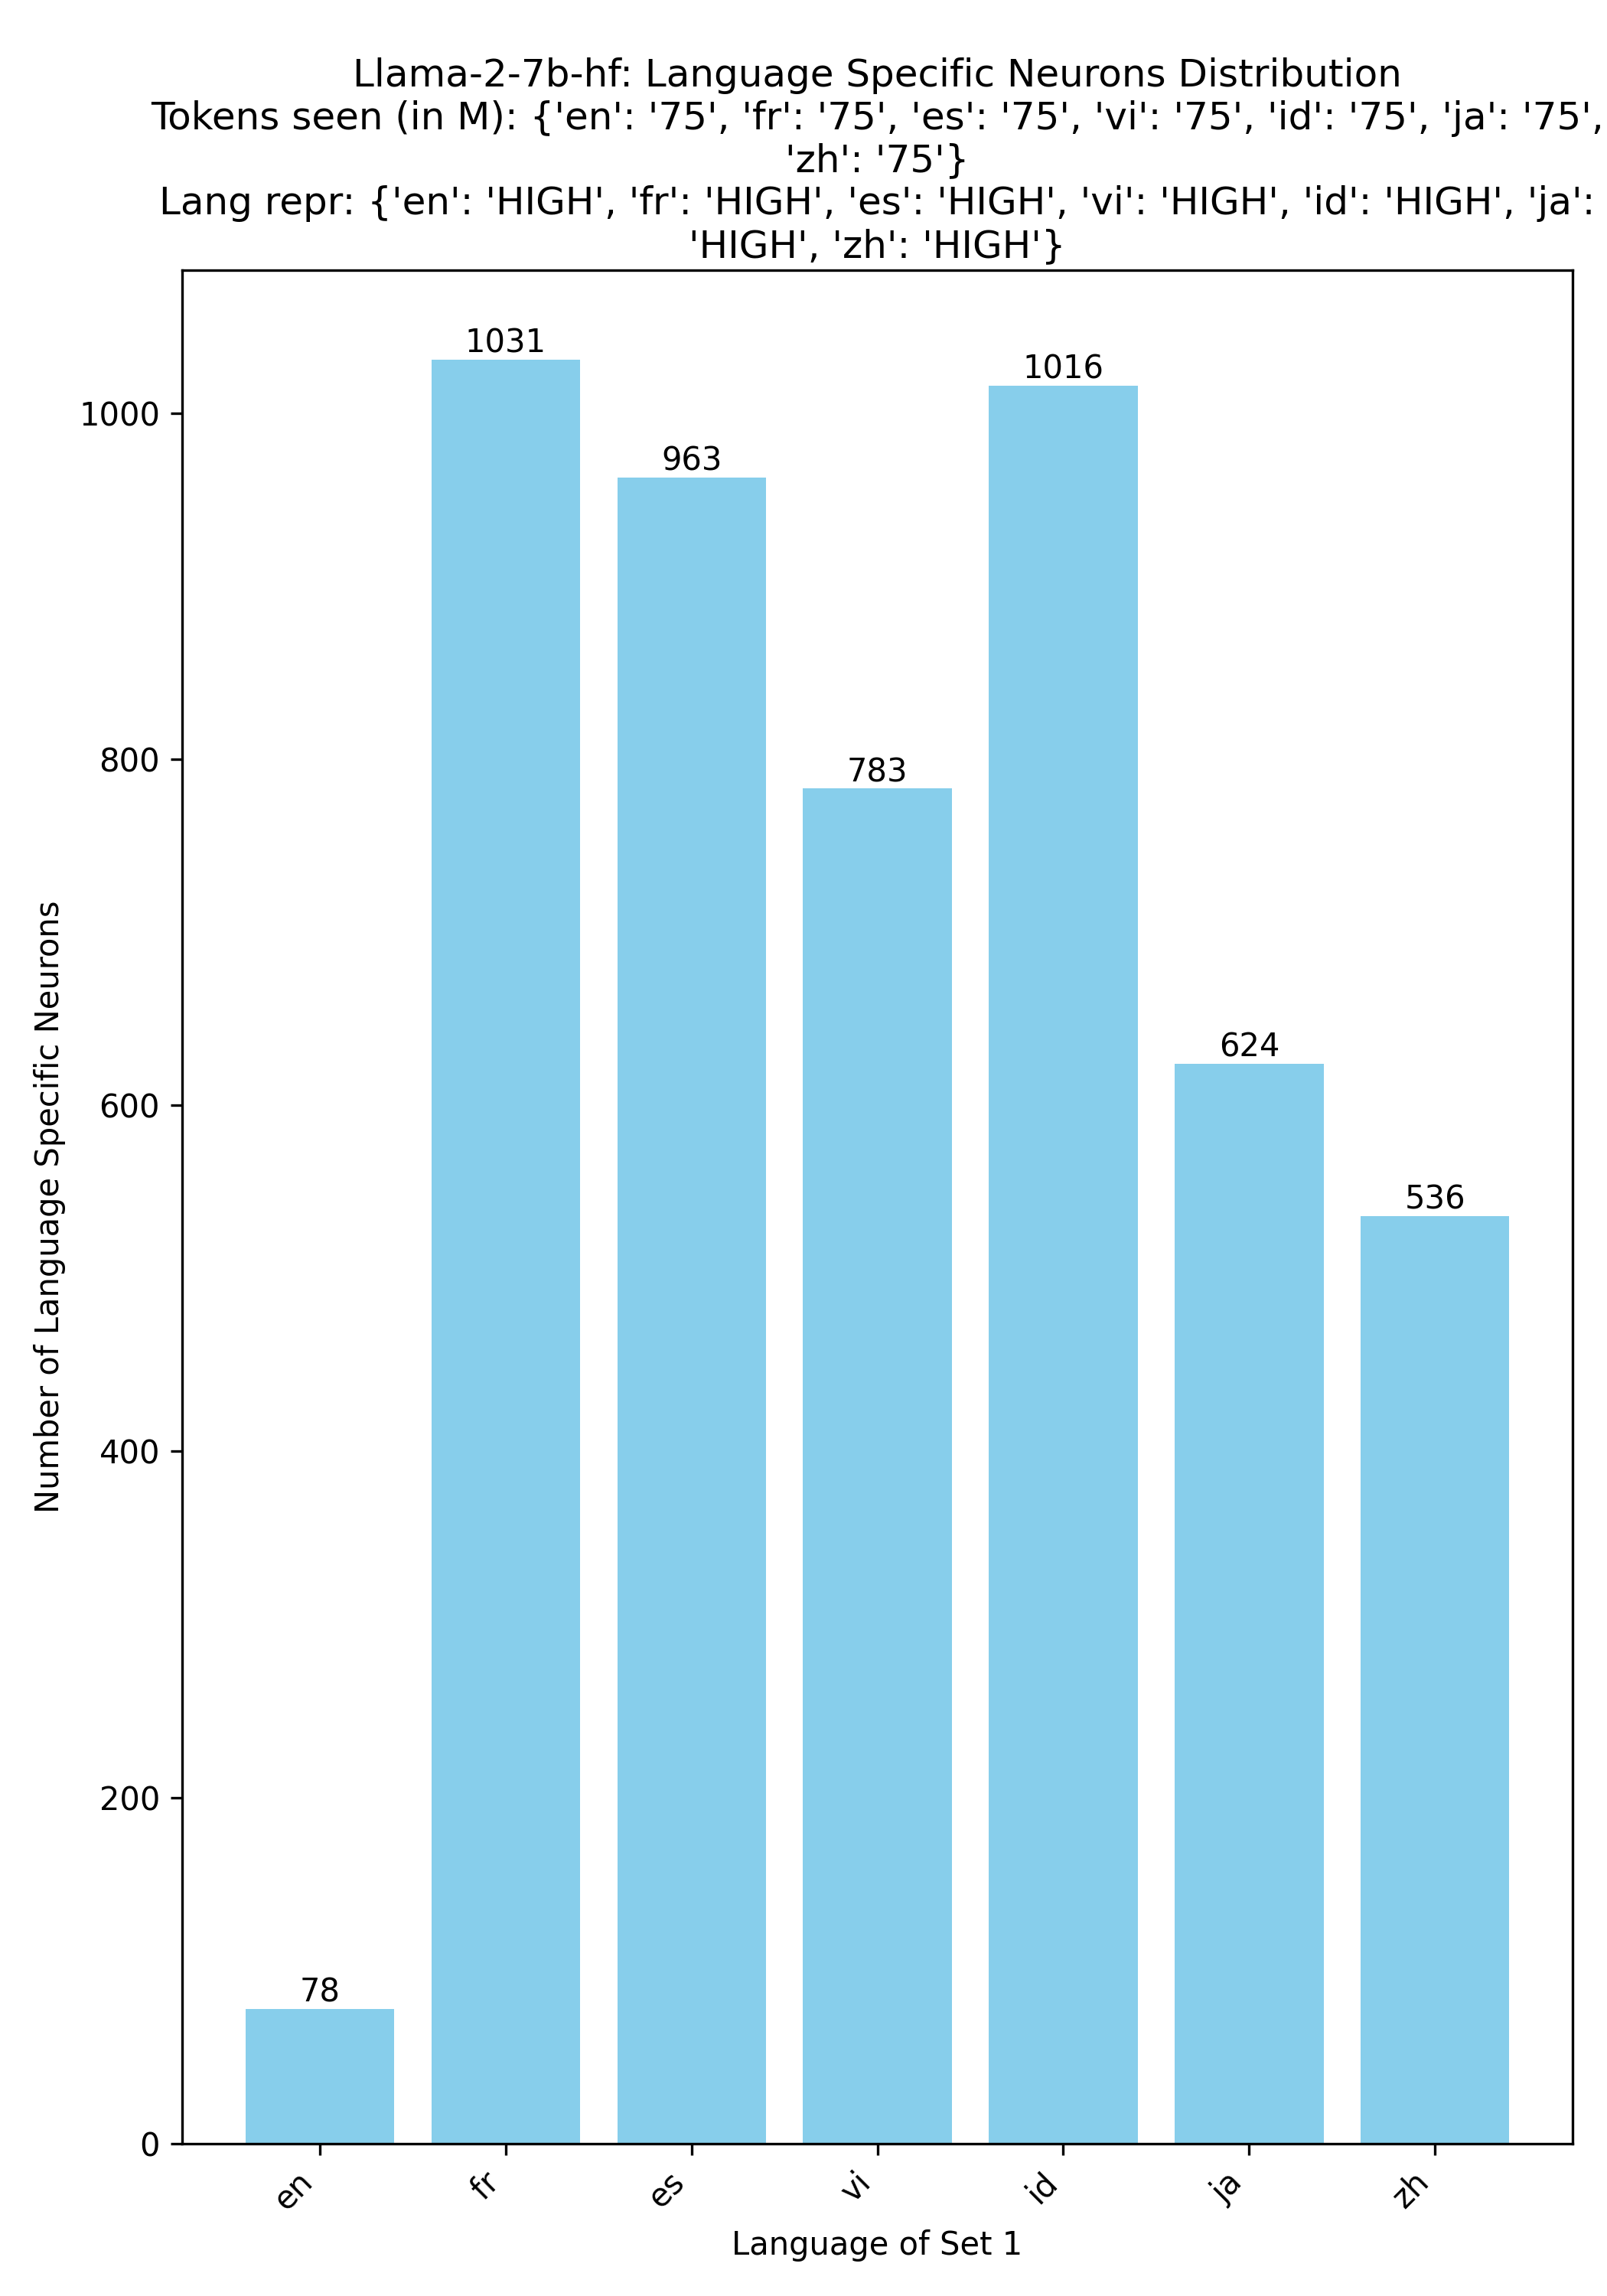 Llama-2-7b-hf: Language Specific Neurons Distribution
Tokens seen (in M): {'en': '75', 'fr': '75', 'es': '75', 'vi': '75', 'id': '75', 'ja': '75',
'zh': '75'}
Lang repr: {'en': 'HIGH', 'fr': 'HIGH', 'es': 'HIGH', 'vi': 'HIGH', 'id': 'HIGH', 'ja':
'HIGH', 'zh': 'HIGH'}
Number of Language Specific Neurons
1000
800
600
400
200
0
78
1031
963
783
1016
624
536
en
fr
es
vi
id
ja
zh
Language of Set 1